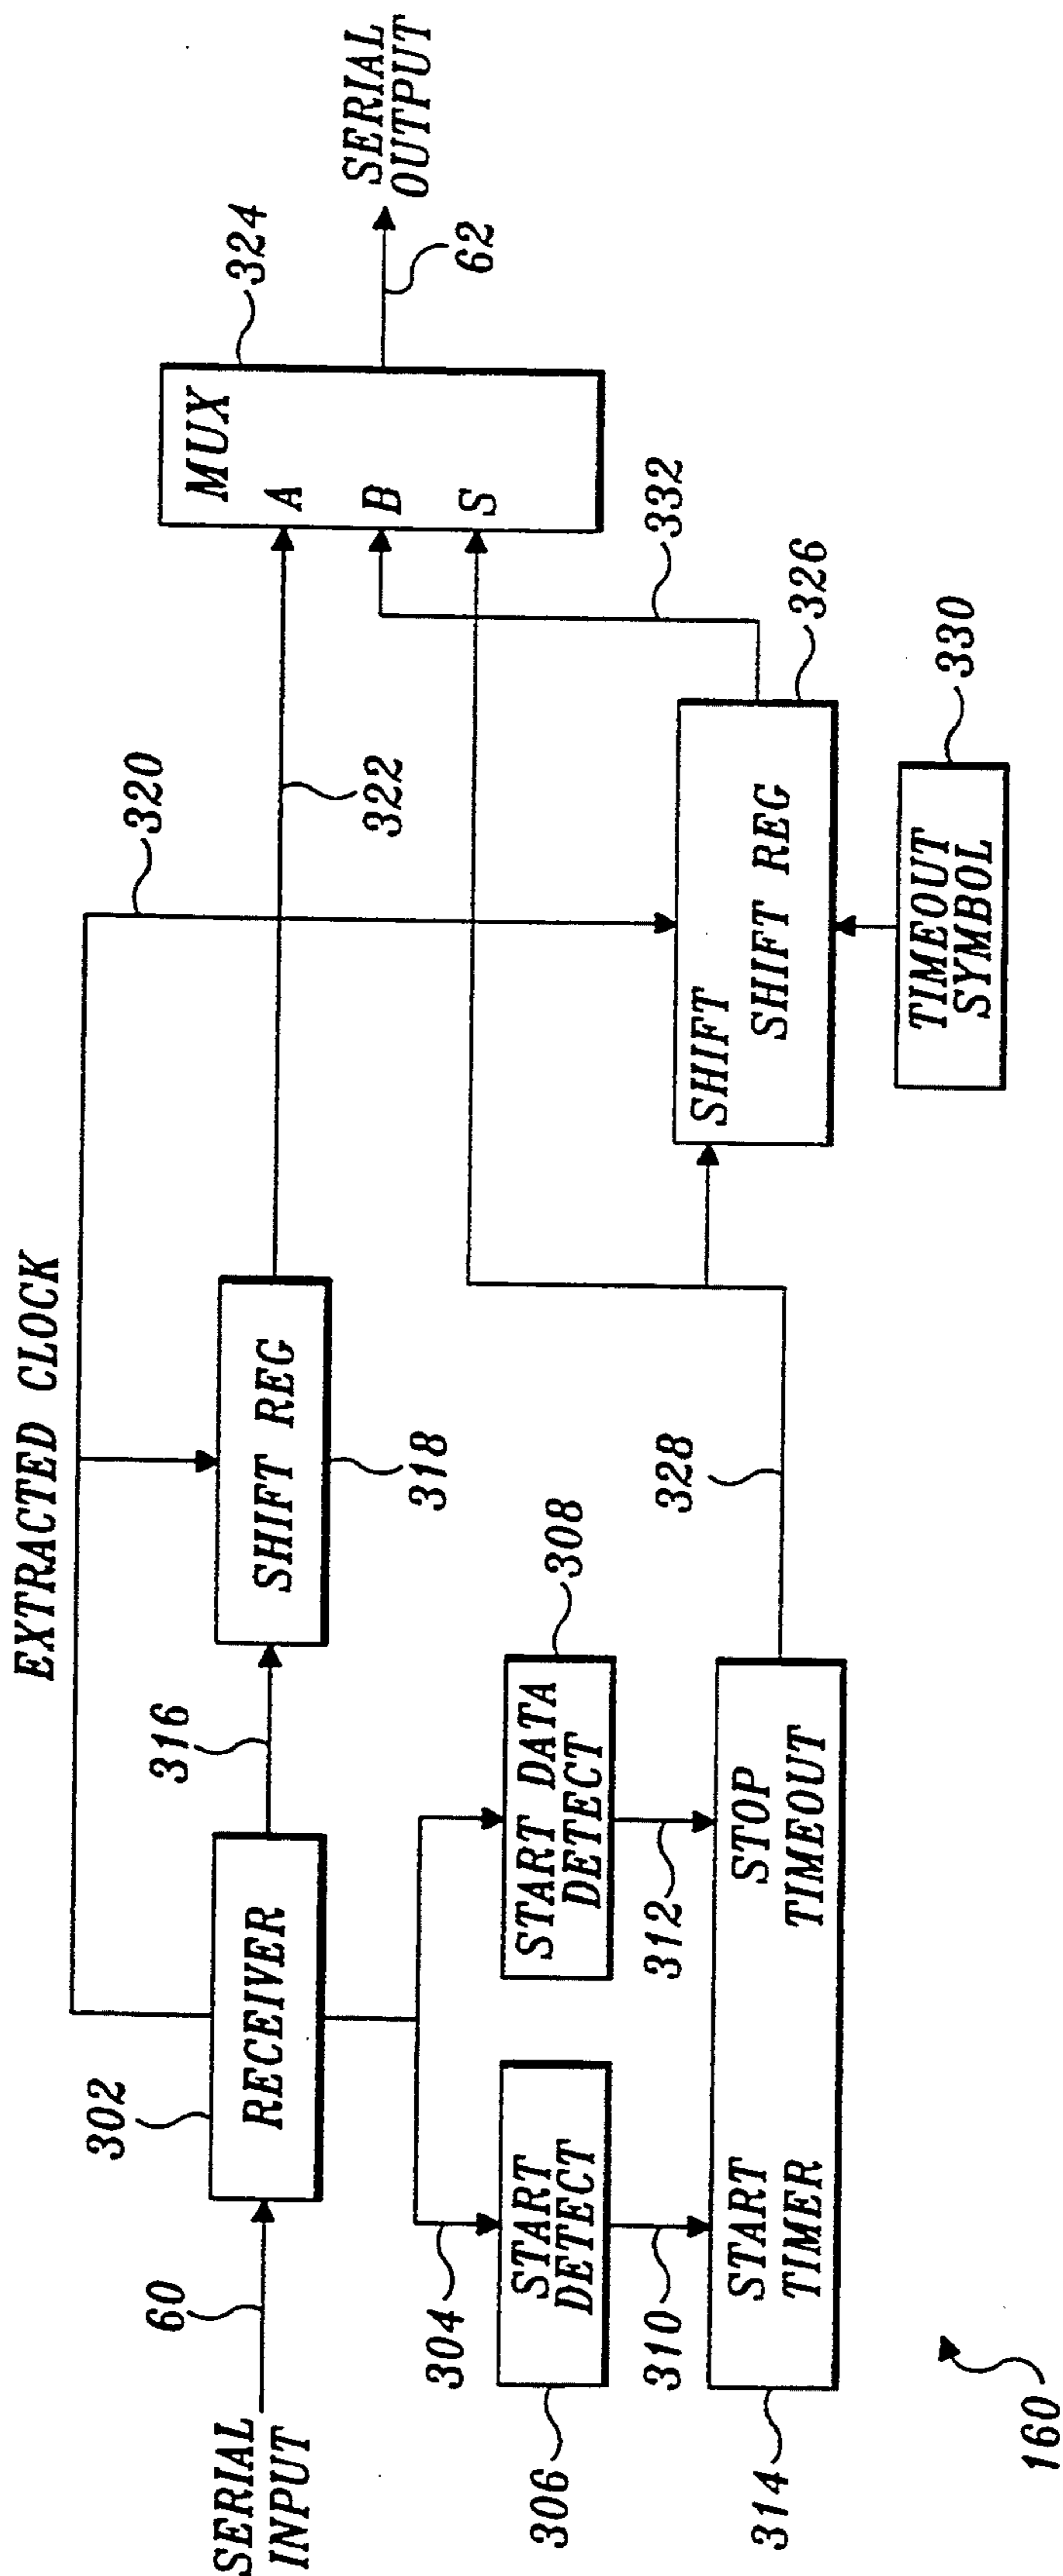 EXTRACTED CLOCK
320
SERIAL
INPUT
60
302
RECEIVER
316
SHIFT REG
318
322
MUX
A
B
S
324
SERIAL
OUTPUT
62
304
START
DETECT
306
START DATA
DETECT
308
310
312
START
TIMER
STOP
TIMEOUT
314
328
SHIFT
SHIFT REG
326
332
TIMEOUT
SYMBOL
330
160